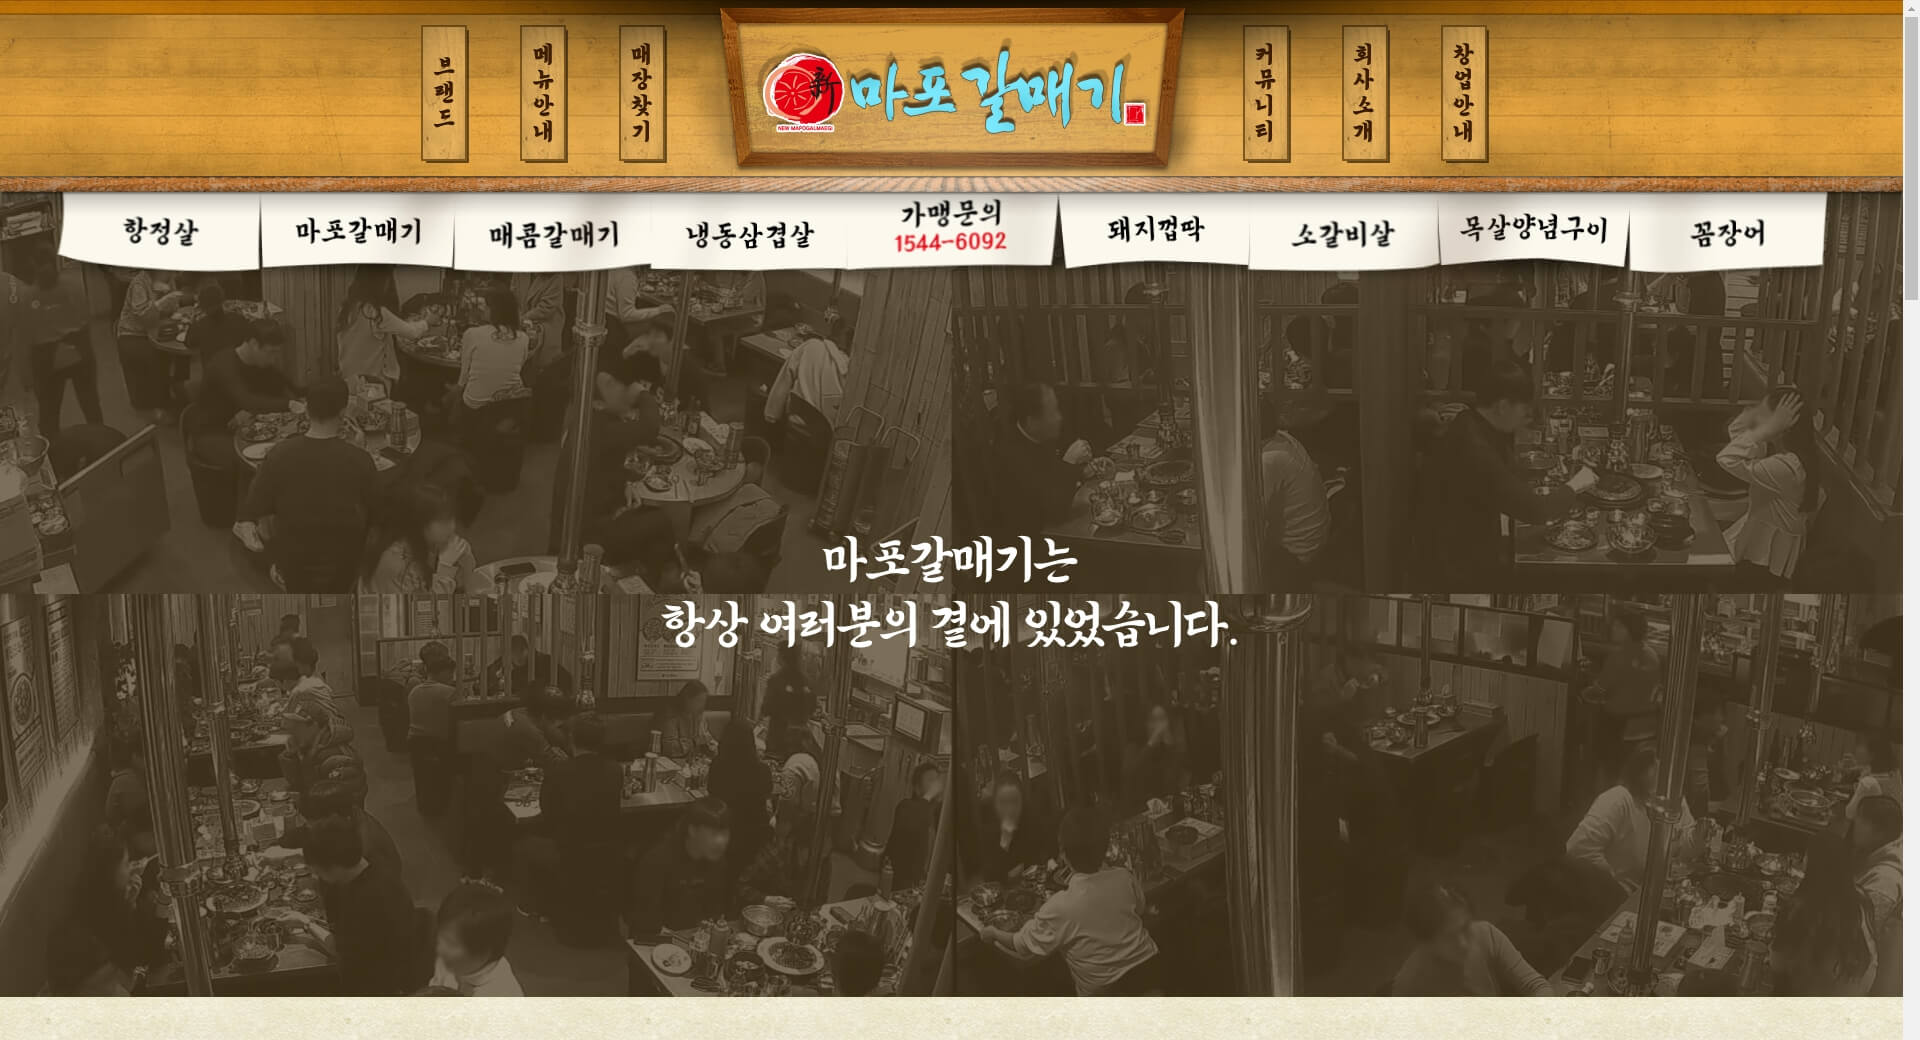 브랜드
메뉴안내
매장찾기
新
마포갈매기
NEW MAPOGALMAEGI
커뮤니티
회사소개
창업안내
항정살
마포갈매기
매콤갈매기
냉동삼겹살
가맹문의
1544-6092
돼지껍딱
소갈비살
목살양념구이
꼼장어
마포갈매기는
항상 여러분의 곁에 있었습니다.